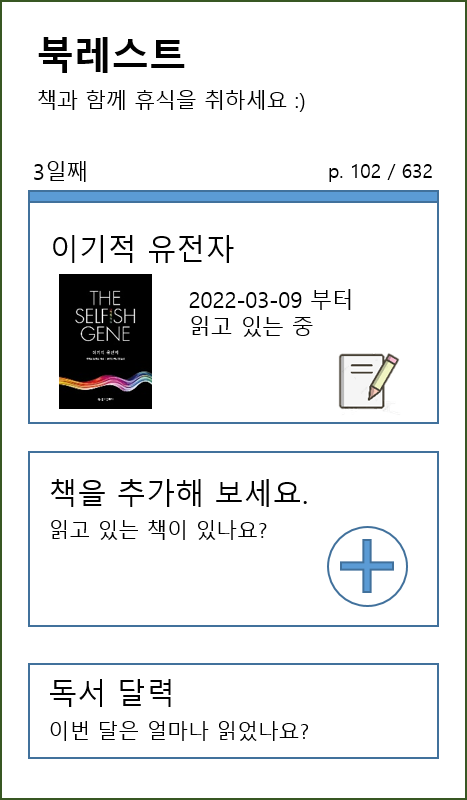 북레스트
책과 함께 휴식을 취하세요 :)
3일째
p. 102 / 632
이기적 유전자
THE
SELFISH
GENE
이기적 유전자
2022-03-09 부터
읽고 있는 중
책을 추가해 보세요.
읽고 있는 책이 있나요?
독서 달력
이번 달은 얼마나 읽었나요?